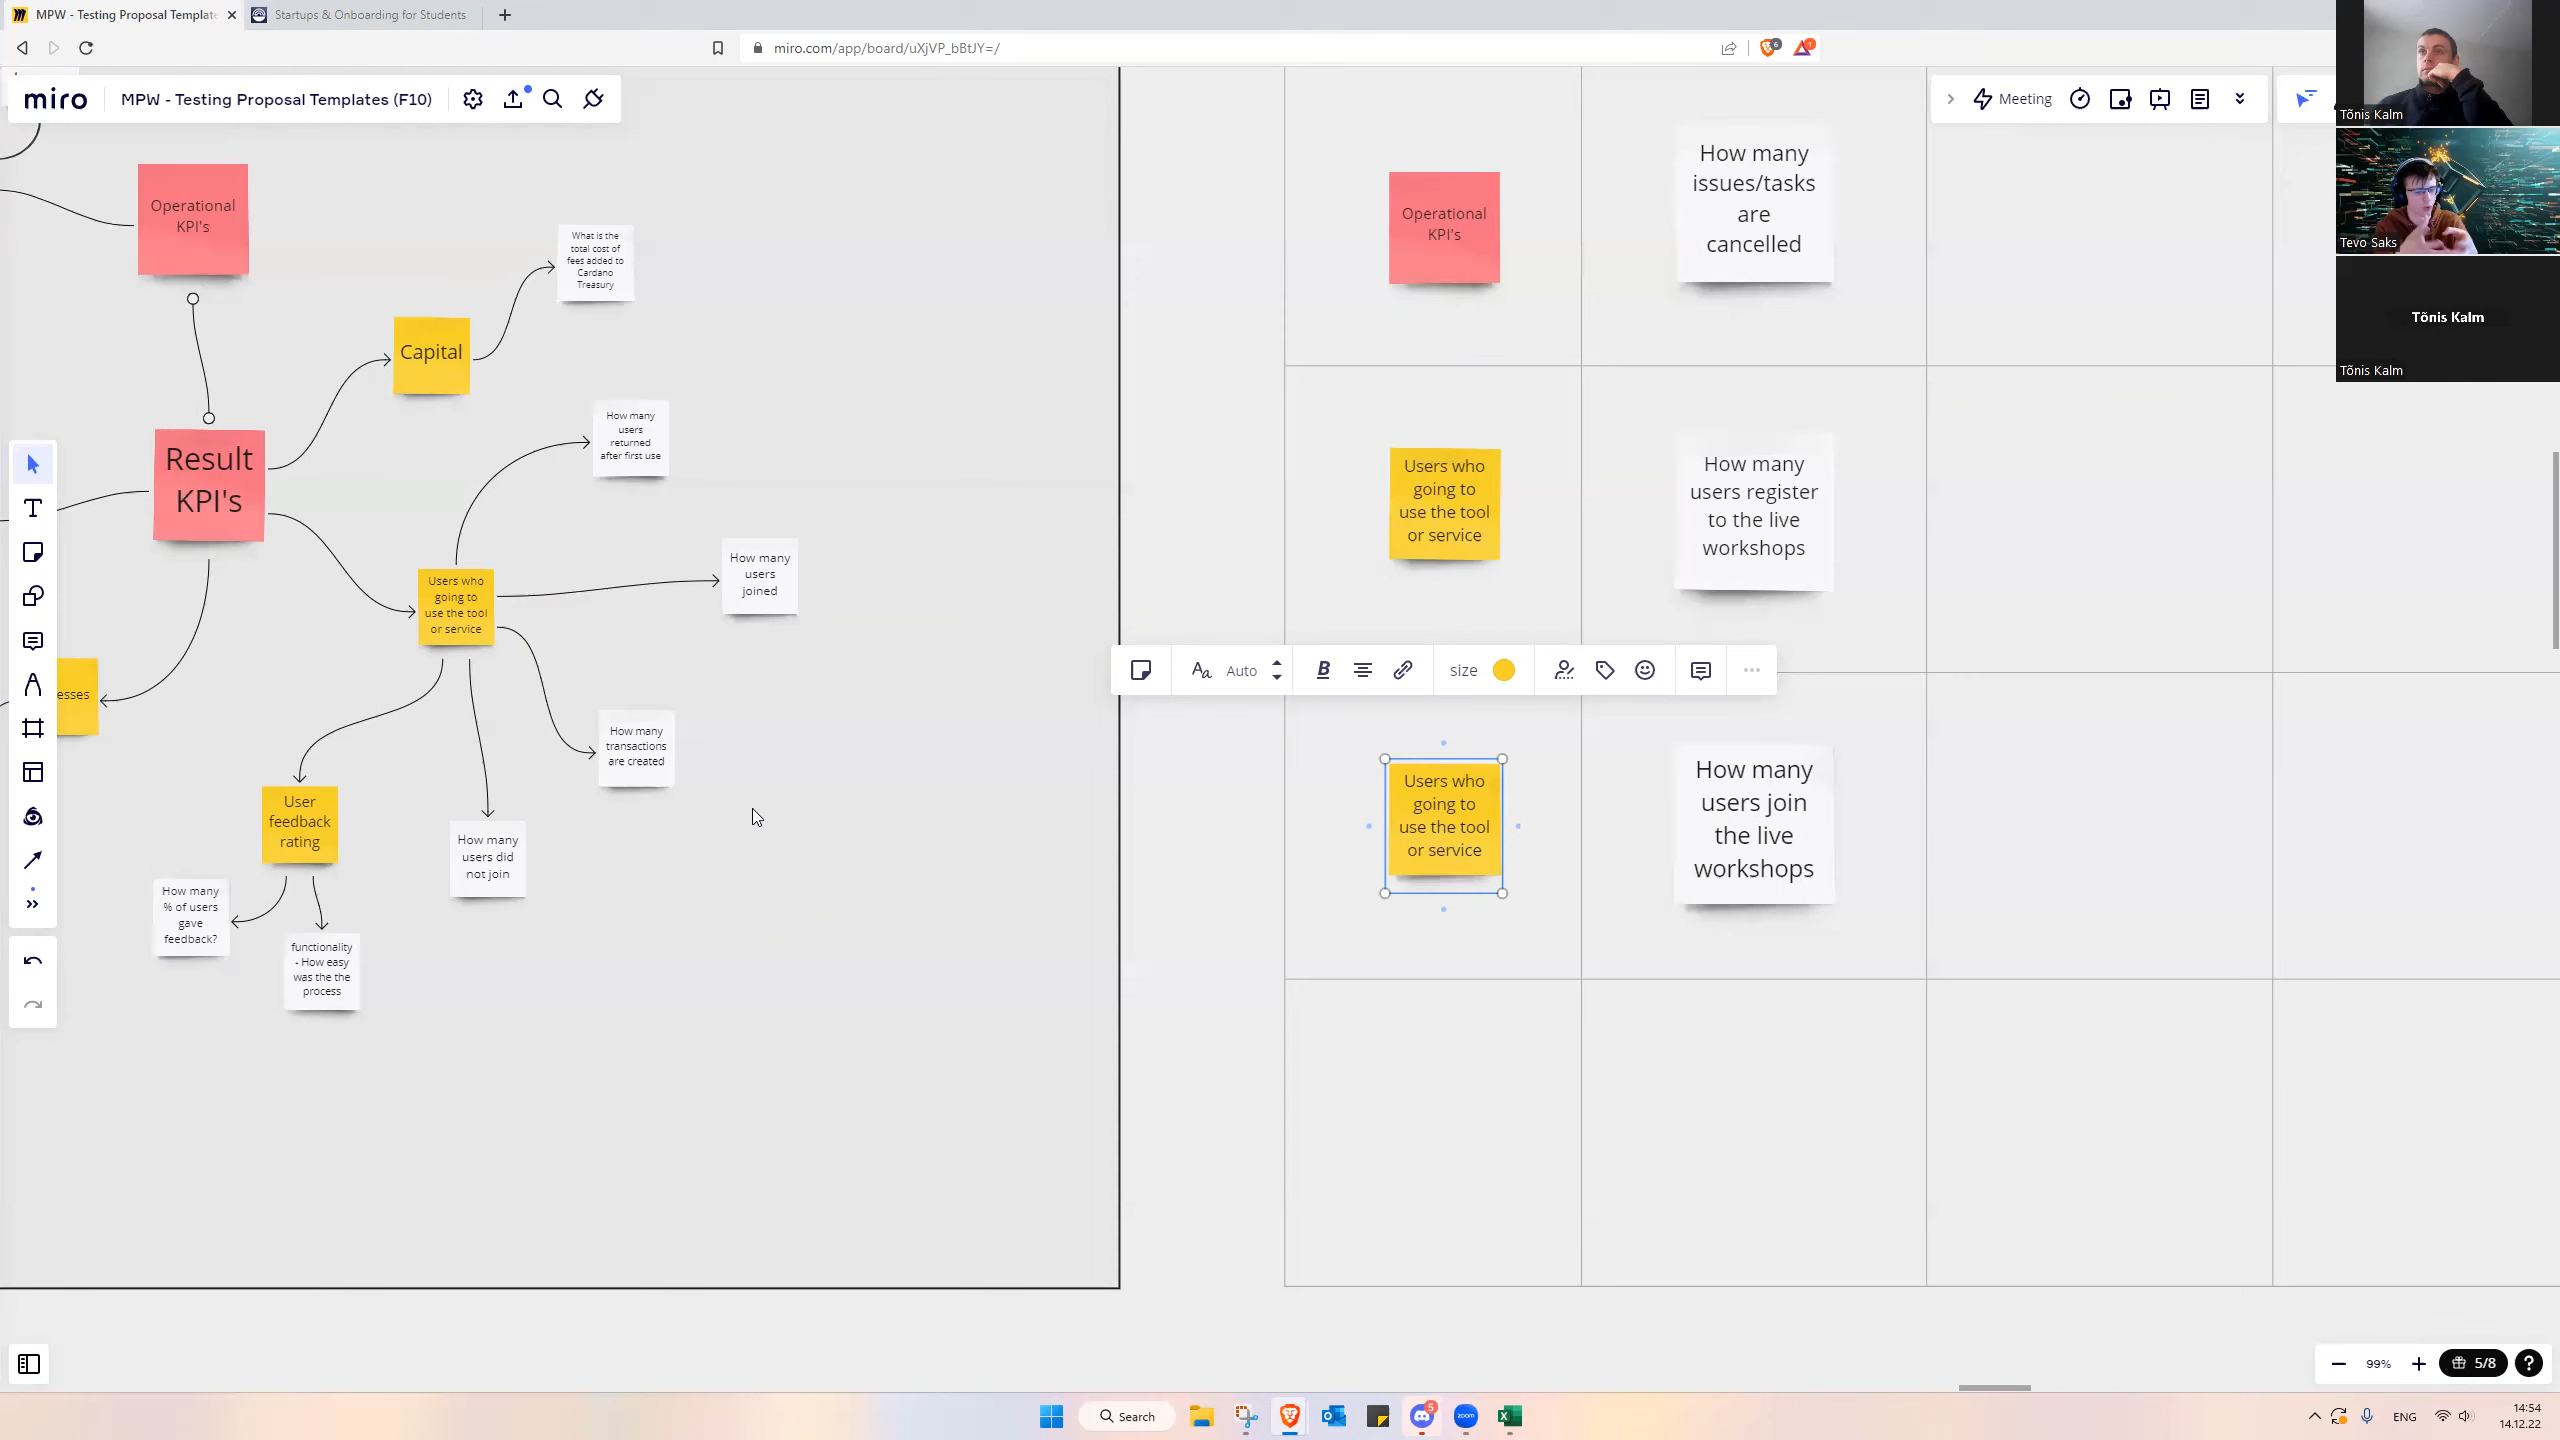 MPW - Testing Proposal Template
Startups & Onboarding for Students
miro.com/app/board/uXjVP_bBtJY=/
6
1
miro
MPW - Testing Proposal Templates (F10)
Meeting
Tõnis Kalm
Tevo Saks
Tõnis Kalm
Tõnis Kalm
Operational
KPI's
What is the
total cost of
fees added to
Cardano
Treasury
Capital
How many
users
returned
after first use
Result
KPI's
How many
users
joined
Users who
going to
use the tool
or service
esses
How many
transactions
are created
User
feedback
rating
How many
users did
not join
How many
% of users
gave
feedback?
functionality
- How easy
was the the
process
Operational
KPI's
How many
issues/tasks
are
cancelled
Users who
going to
use the tool
or service
How many
users register
to the live
workshops
Aa
Auto
B
size
Users who
going to
use the tool
or service
How many
users join
the live
workshops
99%
5/8
?
Search
5
zoom
ENG
14:54
14.12.22